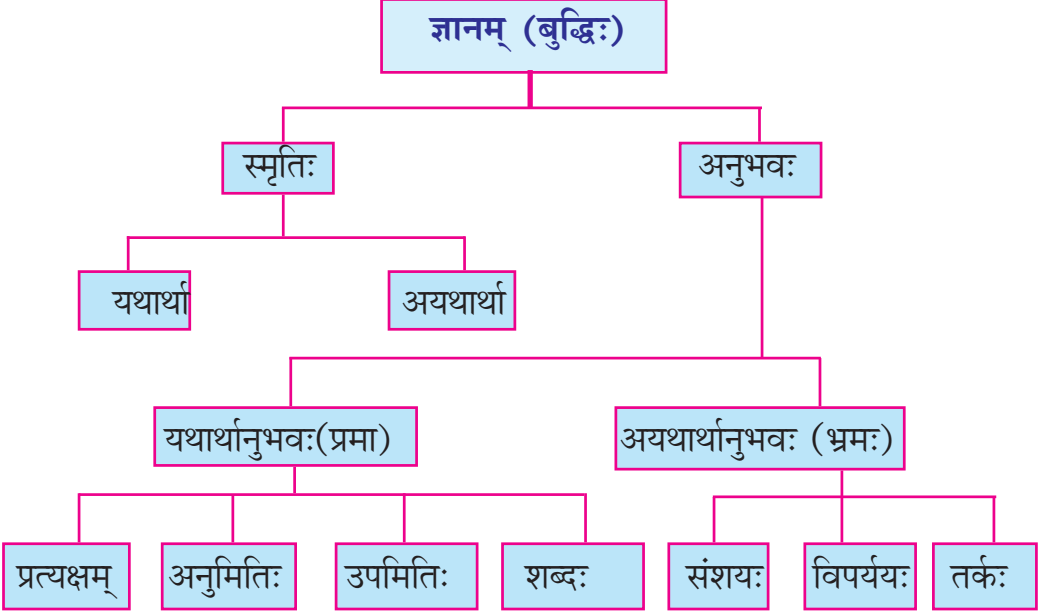 ज्ञानम् (बुद्धिः)
स्मृतिः
अनुभवः
यथार्था
अयथार्था
यथार्थानुभवः(प्रमा)
अयथार्थानुभवः (भ्रमः)
प्रत्यक्षम्
अनुमितिः
उपमितिः
शब्दः
संशयः
विपर्ययः
तर्कः